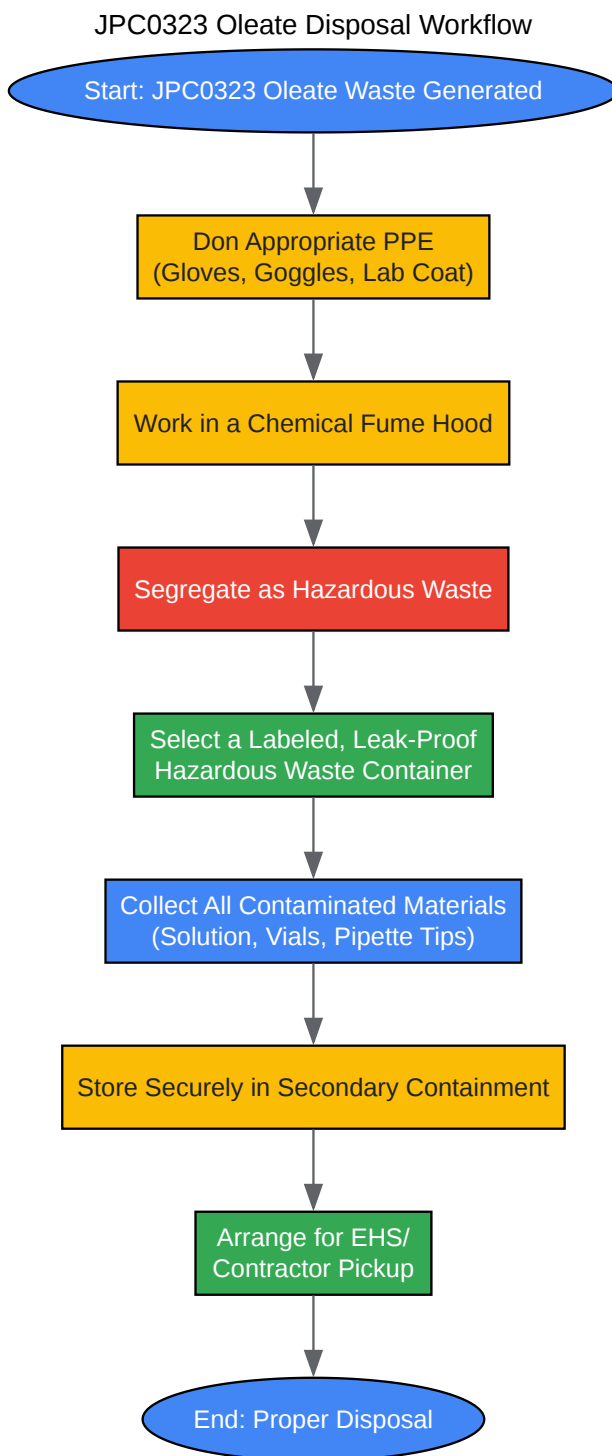 JPC0323 Oleate Disposal Workflow
Start: JPC0323 Oleate Waste Generated
Don Appropriate PPE
(Gloves, Goggles, Lab Coat)
Work in a Chemical Fume Hood
Segregate as Hazardous Waste
Select a Labeled, Leak-Proof
Hazardous Waste Container
Collect All Contaminated Materials
(Solution, Vials, Pipette Tips)
Store Securely in Secondary Containment
Arrange for EHS/
Contractor Pickup
End: Proper Disposal